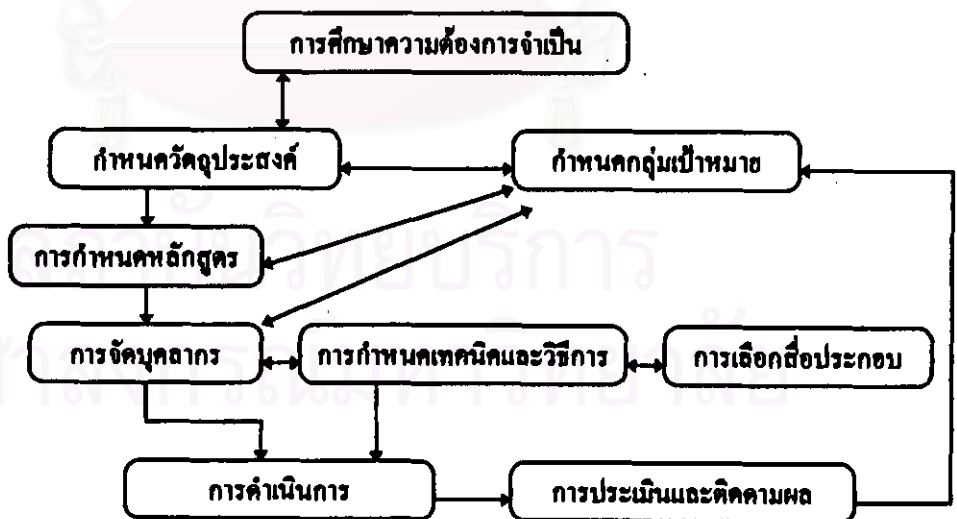 การศึกษาความต้องการจำเป็น
กำหนดวัตถุประสงค์
กำหนดกลุ่มเป้าหมาย
การกำหนดหลักสูตร
การจัดบุคลากร
การกำหนดเทคนิคและวิธีการ
การเลือกสื่อประกอบ
การดำเนินการ
การประเมินและติดตามผล